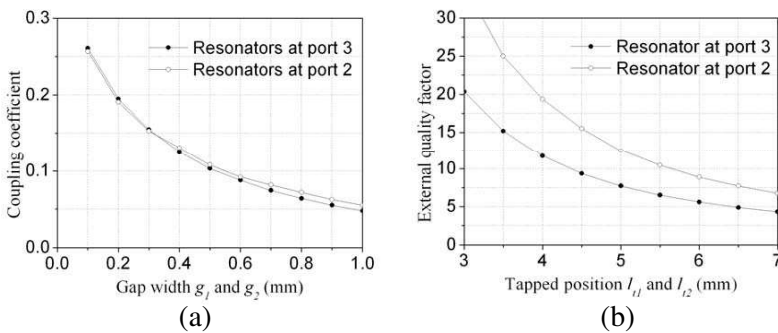 0.3
0.2
0.1
0.0
Coupling coefficient
Resonators at port 3
Resonators at port 2
0.0 0.2 0.4 0.6 0.8 1.0
Gap width g1 and g2 (mm)
(a)
30
25
20
15
10
5
0
External quality factor
Resonator at port 3
Resonator at port 2
3 4 5 6 7
Tapped position lt1 and lt2 (mm)
(b)